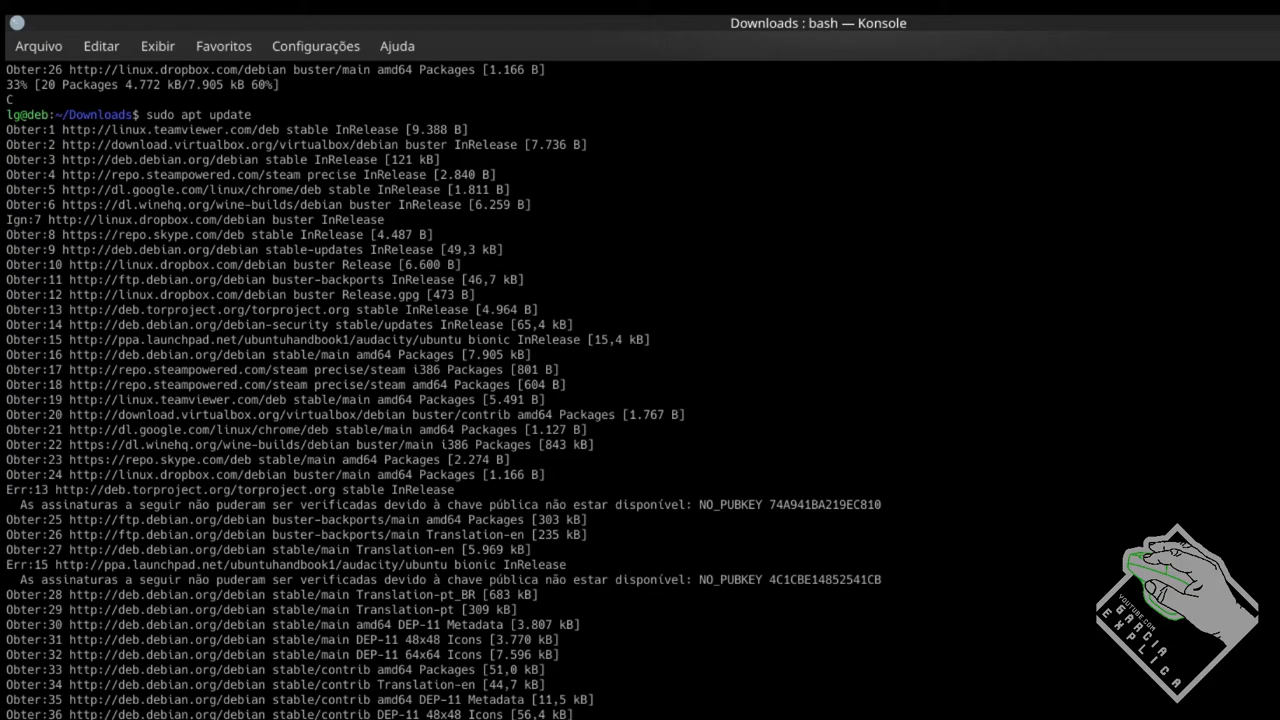 Downloads : bash — Konsole
Arquivo Editar Exibir Favoritos Configurações Ajuda
Obter:26 http://linux.dropbox.com/debian buster/main amd64 Packages [1.166 B]
33% [20 Packages 4.772 kB/7.905 kB 60%]
C
lg@deb:~/Downloads$ sudo apt update
Obter:1 http://linux.teamviewer.com/deb stable InRelease [9.388 B]
Obter:2 http://download.virtualbox.org/virtualbox/debian buster InRelease [7.736 B]
Obter:3 http://deb.debian.org/debian stable InRelease [121 kB]
Obter:4 http://repo.steampowered.com/steam precise InRelease [2.840 B]
Obter:5 http://dl.google.com/linux/chrome/deb stable InRelease [1.811 B]
Obter:6 https://dl.winehq.org/wine-builds/debian buster InRelease [6.259 B]
Ign:7 http://linux.dropbox.com/debian buster InRelease
Obter:8 https://repo.skype.com/deb stable InRelease [4.487 B]
Obter:9 http://deb.debian.org/debian stable-updates InRelease [49,3 kB]
Obter:10 http://linux.dropbox.com/debian buster Release [6.600 B]
Obter:11 http://ftp.debian.org/debian buster-backports InRelease [46,7 kB]
Obter:12 http://linux.dropbox.com/debian buster Release.gpg [473 B]
Obter:13 http://deb.torproject.org/torproject.org stable InRelease [4.964 B]
Obter:14 http://deb.debian.org/debian-security stable/updates InRelease [65,4 kB]
Obter:15 http://ppa.launchpad.net/ubuntuhandbook1/audacity/ubuntu bionic InRelease [15,4 kB]
Obter:16 http://deb.debian.org/debian stable/main amd64 Packages [7.905 kB]
Obter:17 http://repo.steampowered.com/steam precise/steam i386 Packages [801 B]
Obter:18 http://repo.steampowered.com/steam precise/steam amd64 Packages [604 B]
Obter:19 http://linux.teamviewer.com/deb stable/main amd64 Packages [5.491 B]
Obter:20 http://download.virtualbox.org/virtualbox/debian buster/contrib amd64 Packages [1.767 B]
Obter:21 http://dl.google.com/linux/chrome/deb stable/main amd64 Packages [1.127 B]
Obter:22 https://dl.winehq.org/wine-builds/debian buster/main i386 Packages [843 kB]
Obter:23 https://repo.skype.com/deb stable/main amd64 Packages [2.274 B]
Obter:24 http://linux.dropbox.com/debian buster/main amd64 Packages [1.166 B]
Err:13 http://deb.torproject.org/torproject.org stable InRelease
As assinaturas a seguir não puderam ser verificadas devido à chave pública não estar disponível: NO_PUBKEY 74A941BA219EC810
Obter:25 http://ftp.debian.org/debian buster-backports/main amd64 Packages [303 kB]
Obter:26 http://ftp.debian.org/debian buster-backports/main Translation-en [235 kB]
Obter:27 http://deb.debian.org/debian stable/main Translation-en [5.969 kB]
Err:15 http://ppa.launchpad.net/ubuntuhandbook1/audacity/ubuntu bionic InRelease
As assinaturas a seguir não puderam ser verificadas devido à chave pública não estar disponível: NO_PUBKEY 4C1CBE14852541CB
Obter:28 http://deb.debian.org/debian stable/main Translation-pt_BR [683 kB]
Obter:29 http://deb.debian.org/debian stable/main Translation-pt [309 kB]
Obter:30 http://deb.debian.org/debian stable/main amd64 DEP-11 Metadata [3.807 kB]
Obter:31 http://deb.debian.org/debian stable/main DEP-11 48x48 Icons [3.770 kB]
Obter:32 http://deb.debian.org/debian stable/main DEP-11 64x64 Icons [7.596 kB]
Obter:33 http://deb.debian.org/debian stable/contrib amd64 Packages [51,0 kB]
Obter:34 http://deb.debian.org/debian stable/contrib Translation-en [44,7 kB]
Obter:35 http://deb.debian.org/debian stable/contrib amd64 DEP-11 Metadata [11,5 kB]
Obter:36 http://deb.debian.org/debian stable/contrib DEP-11 48x48 Icons [56,4 kB]
YOUTUBE.COM
GARCIA
EXPLICA